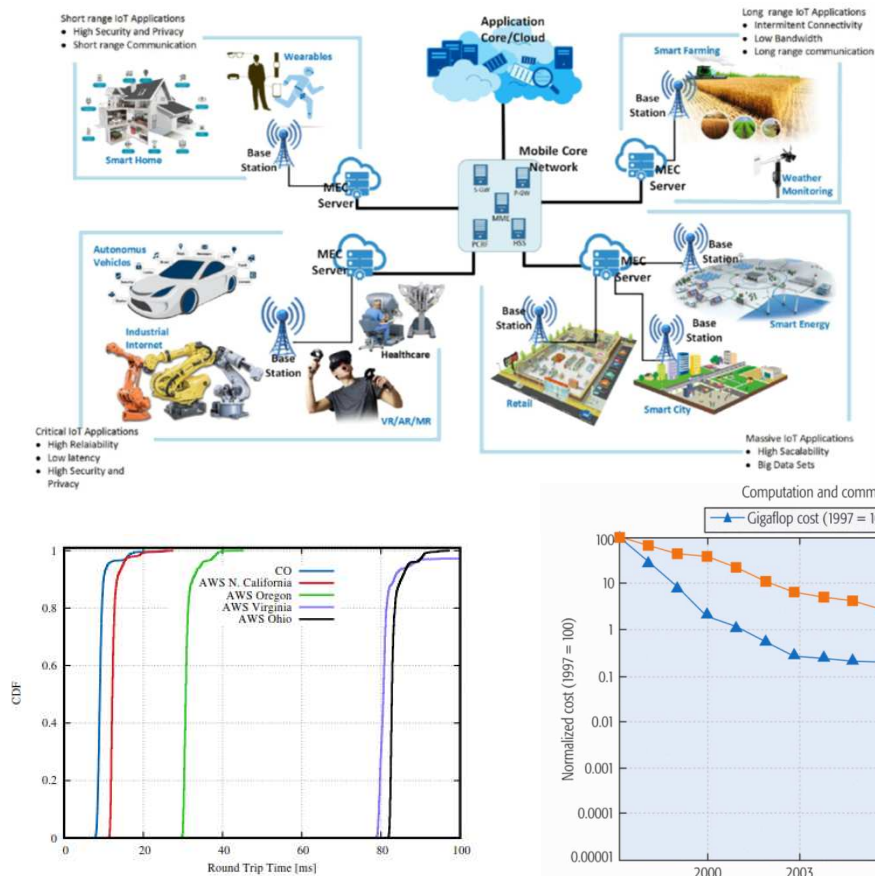 Short range IoT Applications
• High Security and Privacy
• Short range Communication
Wearables
Smart Home
Base
Station
MEC
Server
Application
Core/Cloud
Long range IoT Applications
• Intermitent Connectivity
• Low Bandwidth
• Long range communication
Smart Farming
Base
Station
MEC
Server
Weather
Monitoring
Mobile Core
Network
S-GW
P-GW
MME
PCRF
HSS
Autonomus
Vehicles
MEC
Server
Industrial
Internet
Base
Station
Healthcare
VR/AR/MR
Critical IoT Applications
• High Relaiability
• Low latency
• High Security and
Privacy
MEC
Server
Base
Station
Smart Energy
Base
Station
Base
Station
Retail
Smart City
Massive IoT Applications
• High Sacalability
• Big Data Sets
CO
AWS N. California
AWS Oregon
AWS Virginia
AWS Ohio
CDF
1
0.8
0.6
0.4
0.2
0
0 20 40 60 80 100
Round Trip Time [ms]
Computation and comm
Gigaflop cost (1997 = 10
Normalized cost (1997 = 100)
100
10
1
0.1
0.01
0.001
0.0001
0.00001
2000 2003